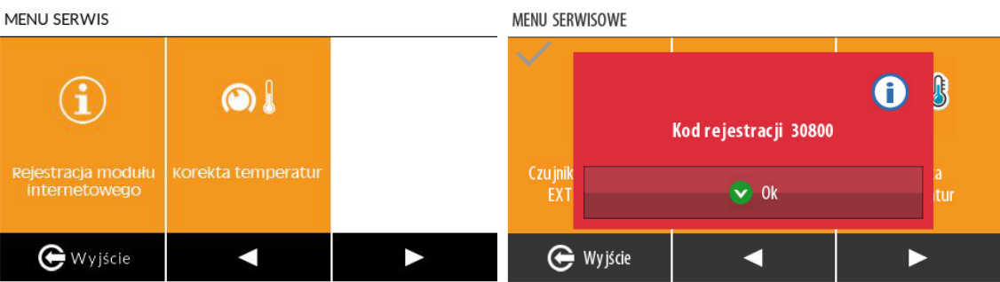 MENU SERWIS
Rejestracja modułu
internetowego
Korekta temperatur
Wyjście
MENU SERWISOWE
Kod rejestracji 30800
Ok
Czujnik
EXT
tur
Wyjście